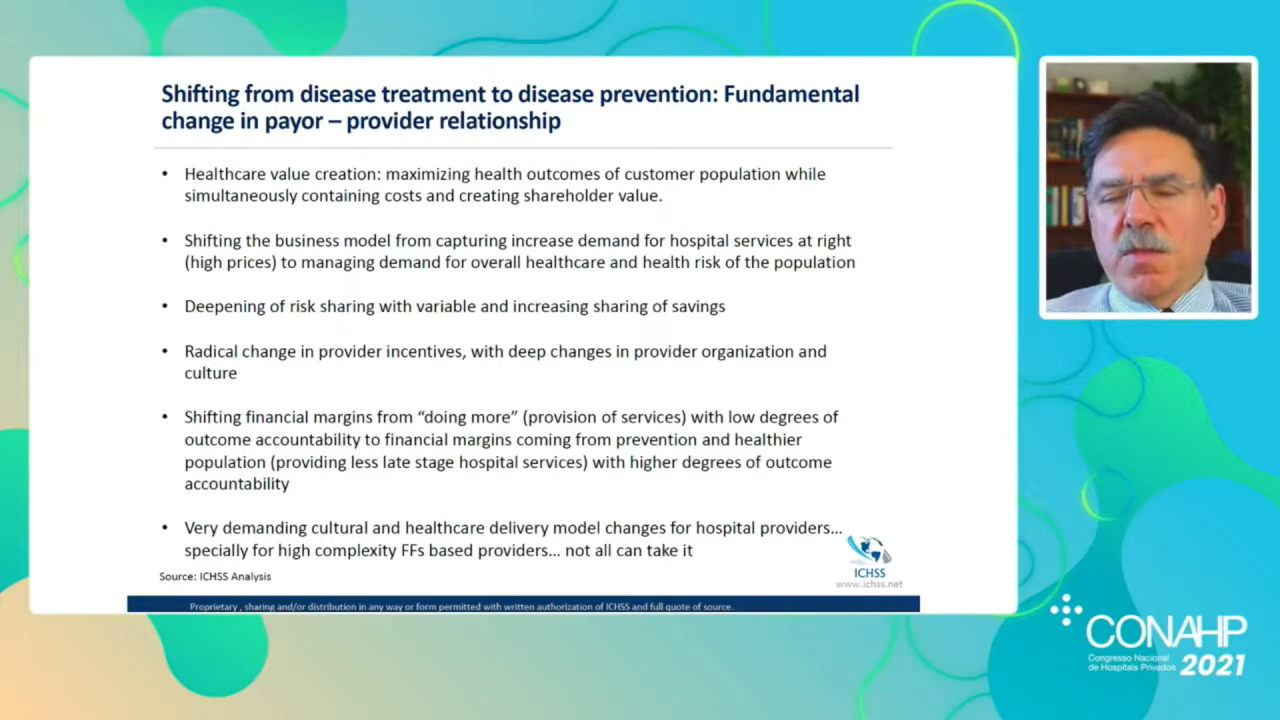 Shifting from disease treatment to disease prevention: Fundamental
change in payor – provider relationship
• Healthcare value creation: maximizing health outcomes of customer population while
simultaneously containing costs and creating shareholder value.
• Shifting the business model from capturing increase demand for hospital services at right
(high prices) to managing demand for overall healthcare and health risk of the population
• Deepening of risk sharing with variable and increasing sharing of savings
• Radical change in provider incentives, with deep changes in provider organization and
culture
• Shifting financial margins from “doing more” (provision of services) with low degrees of
outcome accountability to financial margins coming from prevention and healthier
population (providing less late stage hospital services) with higher degrees of outcome
accountability
• Very demanding cultural and healthcare delivery model changes for hospital providers…
specially for high complexity FFs based providers… not all can take it
Source: ICHSS Analysis
ICHSS
www.ichss.net
Proprietary , sharing and/or distribution in any way or form permitted with written authorization of ICHSS and full quote of source.
CONAHP
Congresso Nacional
de Hospitais Privados
2021